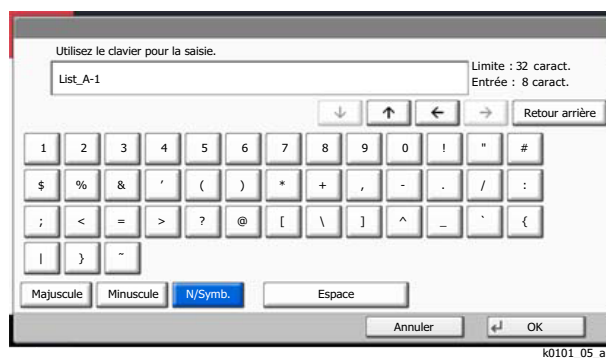 Utilisez le clavier pour la saisie.
List_A-1
Limite : 32 caract.
Entrée : 8 caract.
↓ ↑ ← → Retour arrière
1 2 3 4 5 6 7 8 9 0 ! " #
$ % & ' ( ) * + , - . / :
; < = > ? @ [ \ ] ^ _ ` {
| } ~
Majuscule Minuscule N/Symb. Espace
Annuler ↵ OK
k0101_05_a